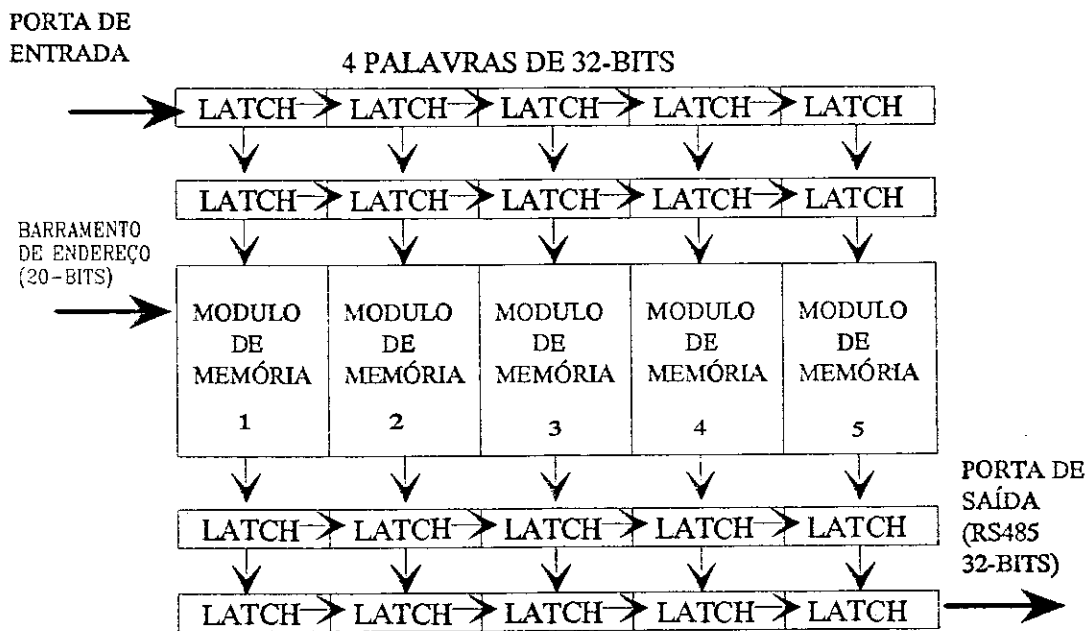 PORTA DE
ENTRADA
4 PALAVRAS DE 32-BITS
LATCH LATCH LATCH LATCH LATCH
LATCH LATCH LATCH LATCH LATCH
BARRAMENTO
DE ENDEREÇO
(20-BITS)
MODULO MODULO MODULO MODULO MODULO
DE DE DE DE DE
MEMÓRIA MEMÓRIA MEMÓRIA MEMÓRIA MEMÓRIA
1 2 3 4 5
PORTA DE
SAÍDA
(RS485
32-BITS)
LATCH LATCH LATCH LATCH LATCH
LATCH LATCH LATCH LATCH LATCH